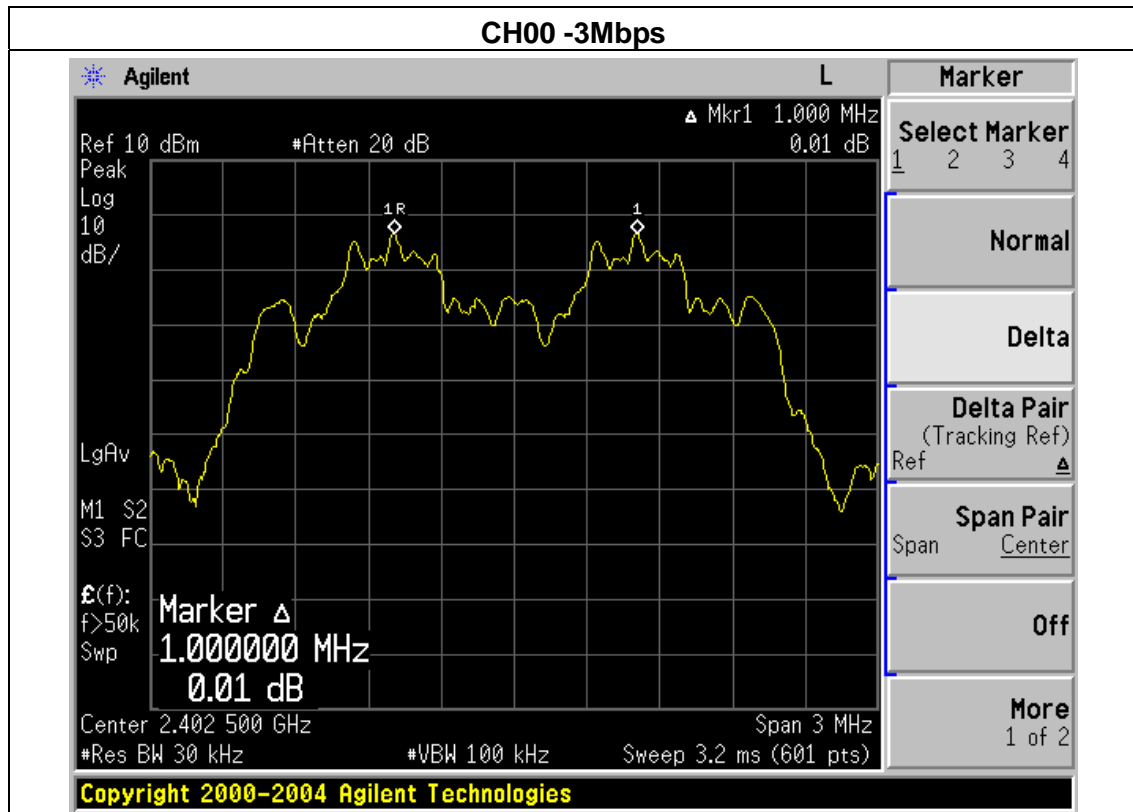 CH00 -3Mbps
Agilent L Marker
Δ Mkr1 1.000 MHz
Ref 10 dBm #Atten 20 dB 0.01 dB
Peak
Log
10
dB/
1R
1
LgAv
M1 S2
S3 FC
£(f):
f>50k
Swp
Marker Δ
1.000000 MHz
0.01 dB
Center 2.402 500 GHz Span 3 MHz
#Res BW 30 kHz #VBW 100 kHz Sweep 3.2 ms (601 pts)
Select Marker
1 2 3 4
Normal
Delta
Delta Pair
(Tracking Ref)
Ref Δ
Span Pair
Span Center
Off
More
1 of 2
Copyright 2000-2004 Agilent Technologies